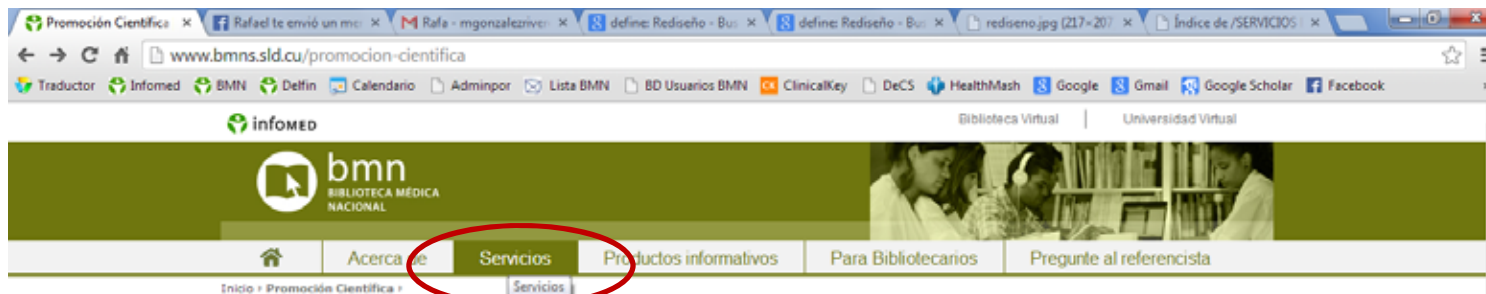 Promoción Científica
Rafael te envió un me
Rafa - mgonzalezriver
define: Rediseño - Bu
define: Rediseño - Bu
rediseno.jpg (217×207
Índice de /SERVICIOS
www.bmns.sld.cu/promocion-cientifica
Traductor Infomed BMN Delfin Calendario Adminpor Lista BMN BD Usuarios BMN ClinicalKey DeCS HealthMash Google Gmail Google Scholar Facebook
infoMED Biblioteca Virtual Universidad Virtual
bmn
BIBLIOTECA MÉDICA
NACIONAL
Acerca de Servicios Productos informativos Para Bibliotecarios Pregunte al referencista
Inicio › Promoción Científica ›
Servicios